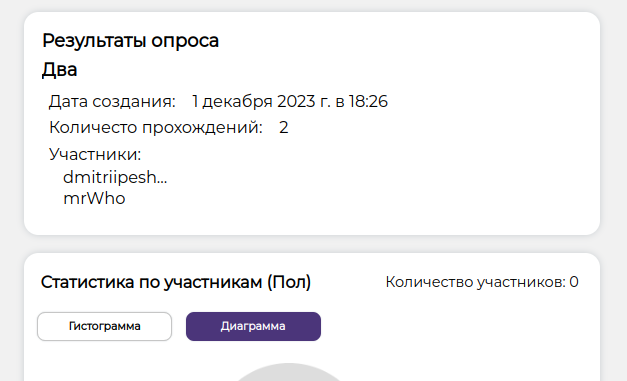 Результаты опроса
Два
Дата создания: 1 декабря 2023 г. в 18:26
Количесто прохождений: 2
Участники:
dmitriipesh...
mrWho
Статистика по участникам (Пол) Количество участников: 0
Гистограмма Диаграмма